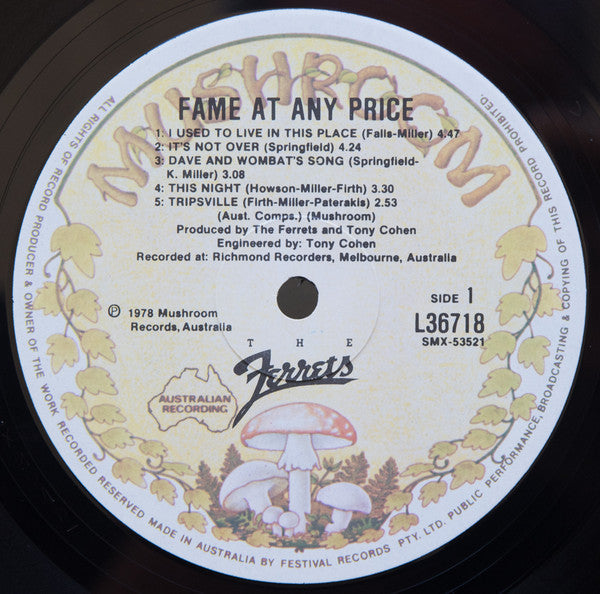 MUSHROOM
FAME AT ANY PRICE
1: I USED TO LIVE IN THIS PLACE (Falls-Miller) 4.47
2: IT'S NOT OVER (Springfield) 4.24
3: DAVE AND WOMBAT'S SONG (Springfield-
K. Miller) 3.08
4: THIS NIGHT (Howson-Miller-Firth) 3.30
5: TRIPSVILLE (Firth-Miller-Paterakis) 2.53
(Aust. Comps.) (Mushroom)
Produced by The Ferrets and Tony Cohen
Engineered by: Tony Cohen
Recorded at: Richmond Recorders, Melbourne, Australia
℗ 1978 Mushroom
Records, Australia
SIDE 1
L36718
SMX-53521
THE
Ferrets
AUSTRALIAN
RECORDING
ALL RIGHTS OF RECORD PRODUCER & OWNER OF THE WORK RECORDED RESERVED MADE IN AUSTRALIA BY FESTIVAL RECORDS PTY. LTD. PUBLIC PERFORMANCE, BROADCASTING & COPYING OF THIS RECORD PROHIBITED.